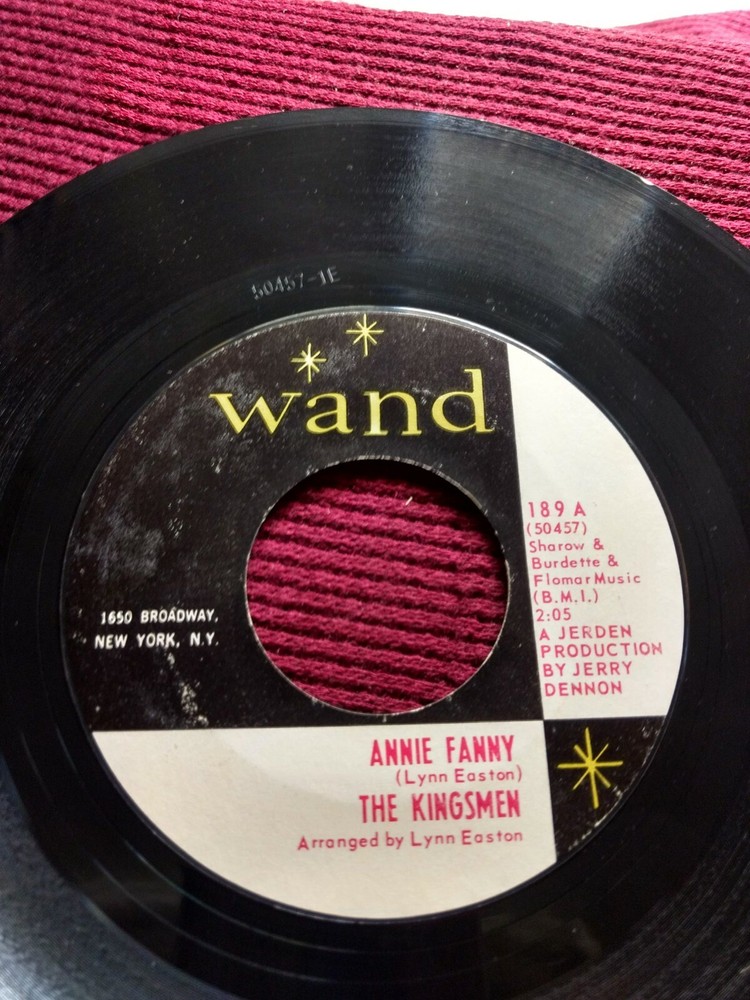 50457-1E
wand
189 A
(50457)
Sharow &
Burdette &
Flomar Music
(B.M.I.)
2:05
A JERDEN
PRODUCTION
BY JERRY
DENNON
1650 BROADWAY,
NEW YORK, N.Y.
ANNIE FANNY
(Lynn Easton)
THE KINGSMEN
Arranged by Lynn Easton